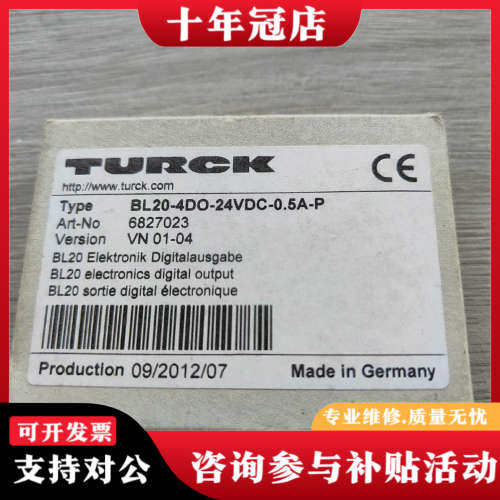 十年冠店
TURCK
CE
http://www.turck.com
Type BL20-4DO-24VDC-0.5A-P
Art-No 6827023
Version VN 01-04
BL20 Elektronik Digitalausgabe
BL20 electronics digital output
BL20 sortie digital électronique
Production 09/2012/07 Made in Germany
专业维修.质量无忧
可开发票
支持对公
咨询参与补贴活动